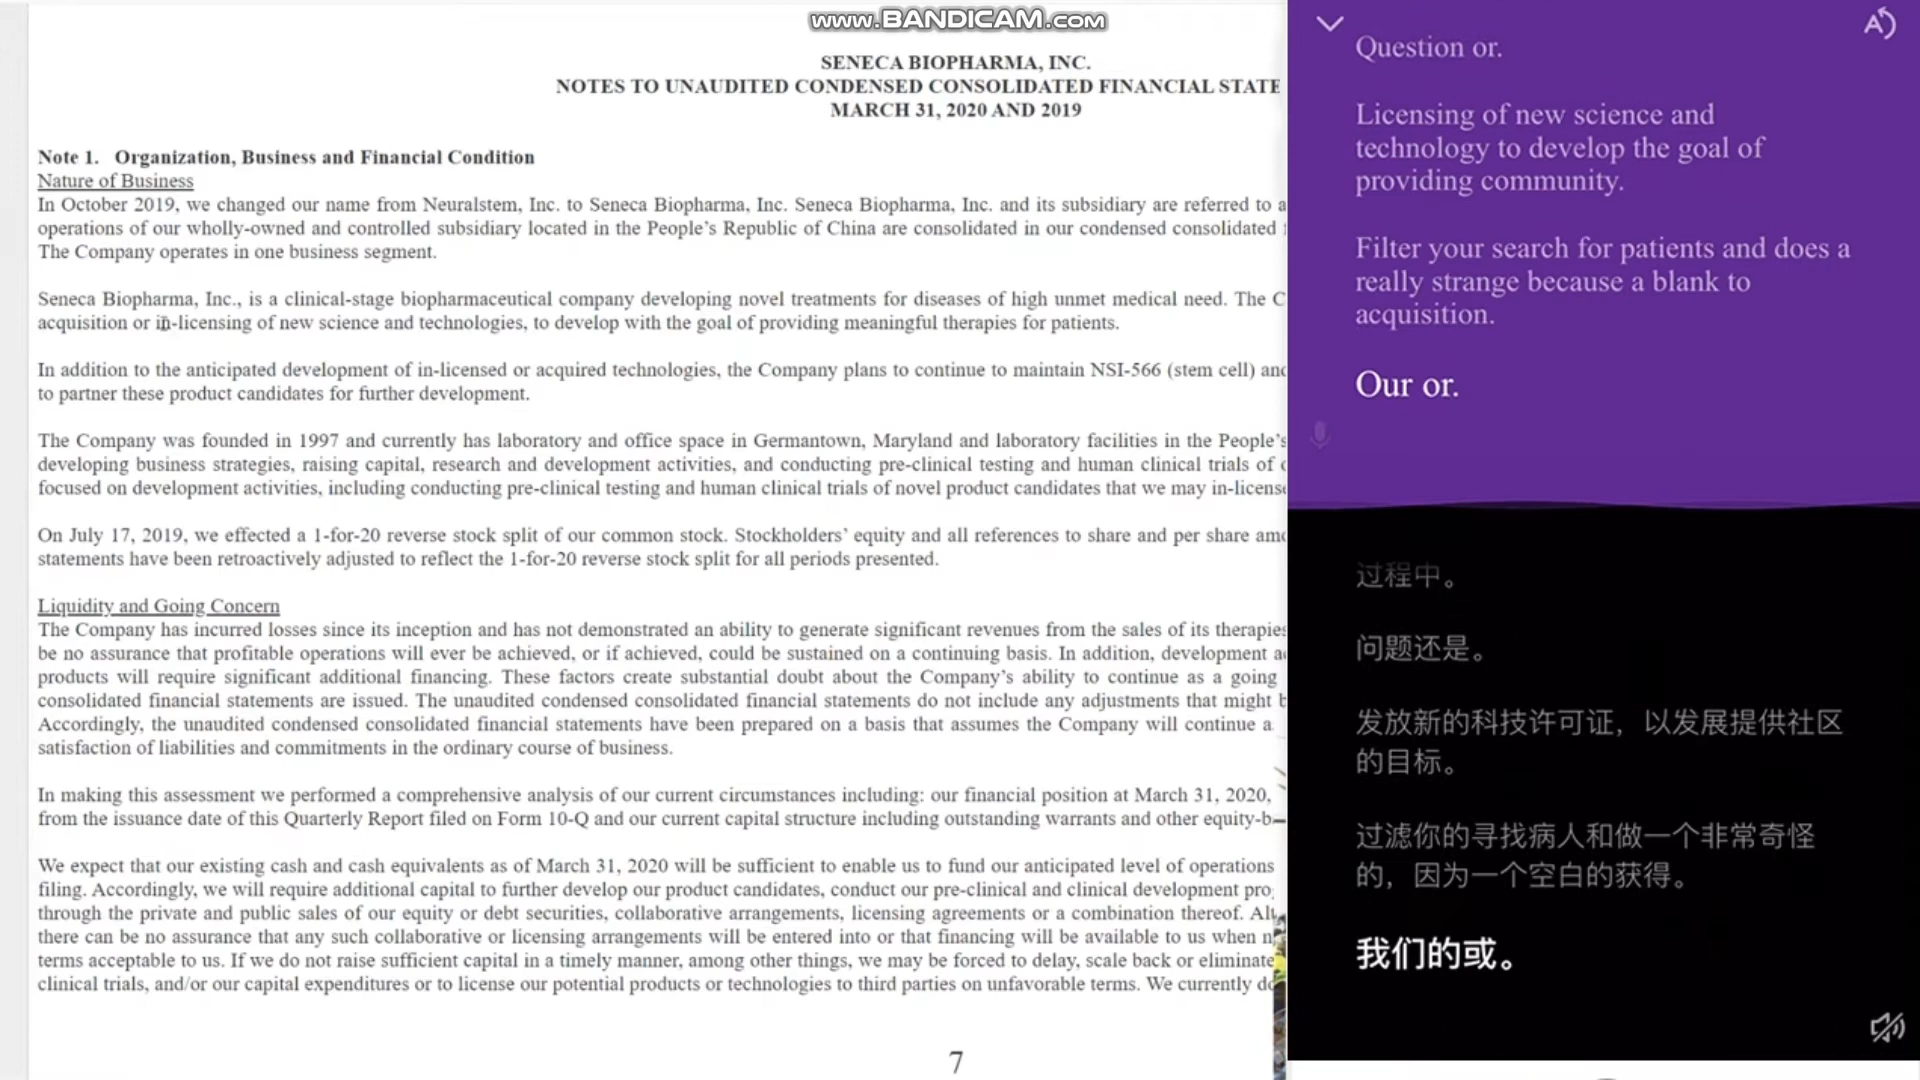 www.BANDICAM.com
SENECA BIOPHARMA, INC.
NOTES TO UNAUDITED CONDENSED CONSOLIDATED FINANCIAL STATE
MARCH 31, 2020 AND 2019
Note 1. Organization, Business and Financial Condition
Nature of Business
In October 2019, we changed our name from Neuralstem, Inc. to Seneca Biopharma, Inc. Seneca Biopharma, Inc. and its subsidiary are referred to a
operations of our wholly-owned and controlled subsidiary located in the People's Republic of China are consolidated in our condensed consolidated
The Company operates in one business segment.
Seneca Biopharma, Inc., is a clinical-stage biopharmaceutical company developing novel treatments for diseases of high unmet medical need. The C
acquisition or in-licensing of new science and technologies, to develop with the goal of providing meaningful therapies for patients.
In addition to the anticipated development of in-licensed or acquired technologies, the Company plans to continue to maintain NSI-566 (stem cell) and
to partner these product candidates for further development.
The Company was founded in 1997 and currently has laboratory and office space in Germantown, Maryland and laboratory facilities in the People's
developing business strategies, raising capital, research and development activities, and conducting pre-clinical testing and human clinical trials of
focused on development activities, including conducting pre-clinical testing and human clinical trials of novel product candidates that we may in-license
On July 17, 2019, we effected a 1-for-20 reverse stock split of our common stock. Stockholders' equity and all references to share and per share amo
statements have been retroactively adjusted to reflect the 1-for-20 reverse stock split for all periods presented.
Liquidity and Going Concern
The Company has incurred losses since its inception and has not demonstrated an ability to generate significant revenues from the sales of its therapies
be no assurance that profitable operations will ever be achieved, or if achieved, could be sustained on a continuing basis. In addition, development a
products will require significant additional financing. These factors create substantial doubt about the Company's ability to continue as a going
consolidated financial statements are issued. The unaudited condensed consolidated financial statements do not include any adjustments that might b
Accordingly, the unaudited condensed consolidated financial statements have been prepared on a basis that assumes the Company will continue a
satisfaction of liabilities and commitments in the ordinary course of business.
In making this assessment we performed a comprehensive analysis of our current circumstances including: our financial position at March 31, 2020,
from the issuance date of this Quarterly Report filed on Form 10-Q and our current capital structure including outstanding warrants and other equity-b
We expect that our existing cash and cash equivalents as of March 31, 2020 will be sufficient to enable us to fund our anticipated level of operations
filing. Accordingly, we will require additional capital to further develop our product candidates, conduct our pre-clinical and clinical development pro
through the private and public sales of our equity or debt securities, collaborative arrangements, licensing agreements or a combination thereof. Alt
there can be no assurance that any such collaborative or licensing arrangements will be entered into or that financing will be available to us when n
terms acceptable to us. If we do not raise sufficient capital in a timely manner, among other things, we may be forced to delay, scale back or eliminate
clinical trials, and/or our capital expenditures or to license our potential products or technologies to third parties on unfavorable terms. We currently do
7
Question or.
Licensing of new science and
technology to develop the goal of
providing community.
Filter your search for patients and does a
really strange because a blank to
acquisition.
Our or.
过程中。
问题还是。
发放新的科技许可证，以发展提供社区
的目标。
过滤你的寻找病人和做一个非常奇怪
的，因为一个空白的获得。
我们的或。